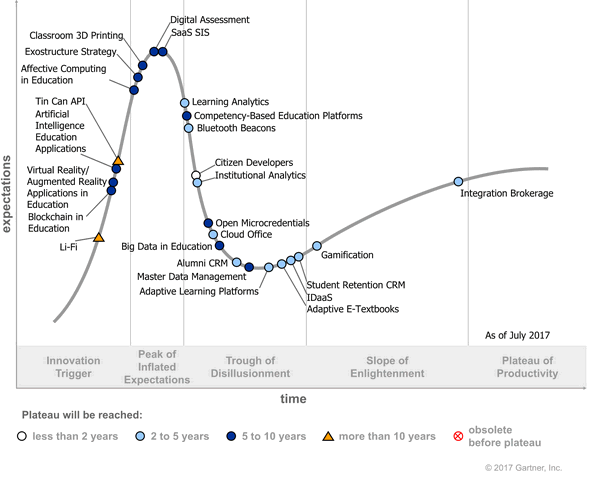 Digital Assessment
SaaS SIS
Classroom 3D Printing
Exostructure Strategy
Affective Computing
in Education
Tin Can API
Artificial
Intelligence
Education
Applications
Virtual Reality/
Augmented Reality
Applications in
Education
Blockchain in
Education
Li-Fi
Learning Analytics
Competency-Based Education Platforms
Bluetooth Beacons
Citizen Developers
Institutional Analytics
Open Microcredentials
Cloud Office
Big Data in Education
Alumni CRM
Master Data Management
Adaptive Learning Platforms
Gamification
Student Retention CRM
IDaaS
Adaptive E-Textbooks
Integration Brokerage
As of July 2017
expectations
Innovation
Trigger
Peak of
Inflated
Expectations
Trough of
Disillusionment
Slope of
Enlightenment
Plateau of
Productivity
time
Plateau will be reached:
less than 2 years
2 to 5 years
5 to 10 years
more than 10 years
obsolete
before plateau
© 2017 Gartner, Inc.